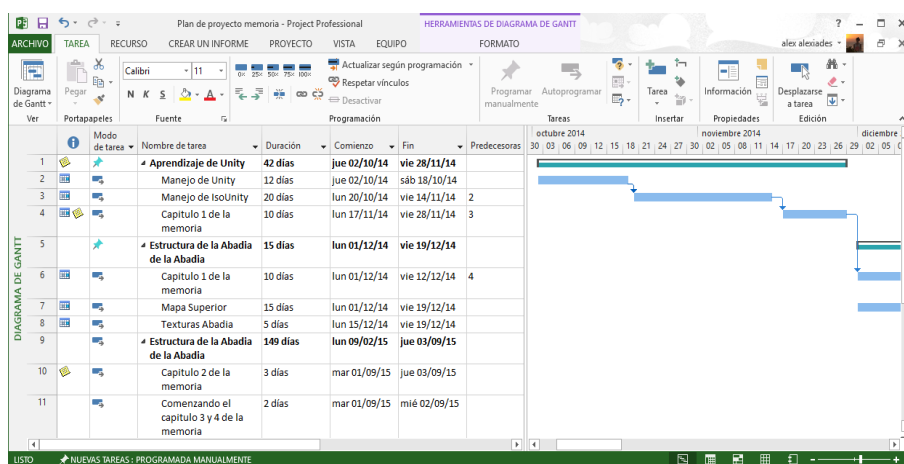 Plan de proyecto memoria - Project Professional
HERRAMIENTAS DE DIAGRAMA DE GANTT
?
ARCHIVO TAREA RECURSO CREAR UN INFORME PROYECTO VISTA EQUIPO FORMATO alex alexiades
Diagrama de Gantt
Pegar
Calibri 11
N K S A
0% 25% 50% 75% 100%
Actualizar según programación
Respetar vínculos
Desactivar
Programar manualmente
Autoprogramar
Tarea
Información
Desplazarse a tarea
Ver Portapapeles Fuente Programación Tareas Insertar Propiedades Edición
Modo de tarea Nombre de tarea Duración Comienzo Fin Predecesoras
octubre 2014 noviembre 2014 diciembre
30 03 06 09 12 15 18 21 24 27 30 02 05 08 11 14 17 20 23 26 29 02 05
1 Aprendizaje de Unity 42 días jue 02/10/14 vie 28/11/14
2 Manejo de Unity 12 días jue 02/10/14 sáb 18/10/14
3 Manejo de IsoUnity 20 días lun 20/10/14 vie 14/11/14 2
4 Capitulo 1 de la memoria 10 días lun 17/11/14 vie 28/11/14 3
5 Estructura de la Abadia de la Abadia 15 días lun 01/12/14 vie 19/12/14
6 Capitulo 1 de la memoria 10 días lun 01/12/14 vie 12/12/14 4
7 Mapa Superior 15 días lun 01/12/14 vie 19/12/14
8 Texturas Abadia 5 días lun 15/12/14 vie 19/12/14
9 Estructura de la Abadia de la Abadia 149 días lun 09/02/15 jue 03/09/15
10 Capitulo 2 de la memoria 3 días mar 01/09/15 jue 03/09/15
11 Comenzando el capitulo 3 y 4 de la memoria 2 días mar 01/09/15 mié 02/09/15
DIAGRAMA DE GANTT
LISTO NUEVAS TAREAS : PROGRAMADA MANUALMENTE